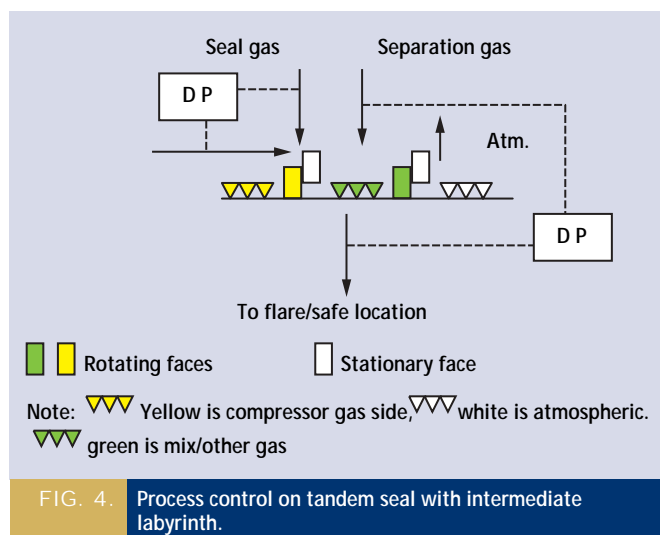 Seal gas
Separation gas
D P
Atm.
D P
To flare/safe location
Rotating faces
Stationary face
Note: Yellow is compressor gas side, white is atmospheric.
green is mix/other gas
FIG. 4. Process control on tandem seal with intermediate
labyrinth.